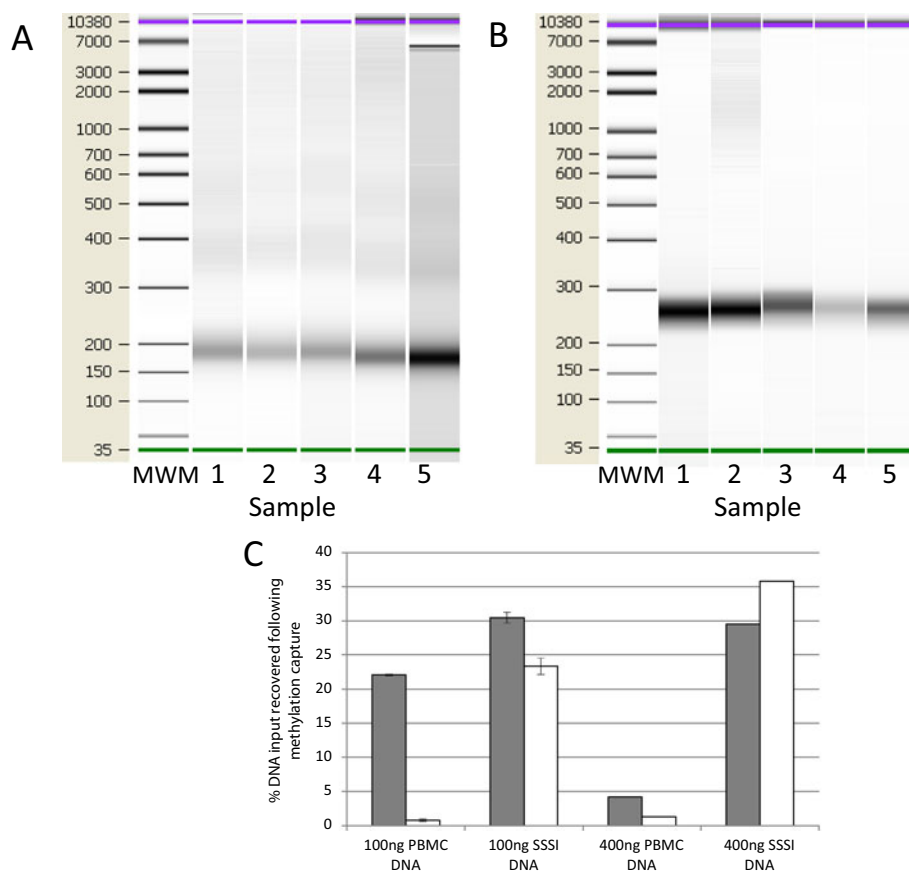 A
10380
7000
3000
2000
1000
700
600
500
400
300
200
150
100
35
MWM 1 2 3 4 5
Sample
B
10380
7000
3000
2000
1000
700
600
500
400
300
200
150
100
35
MWM 1 2 3 4 5
Sample
C
% DNA input recovered following
methylation capture
40
35
30
25
20
15
10
5
0
100ng PBMC
DNA
100ng SSSI
DNA
400ng PBMC
DNA
400ng SSSI
DNA